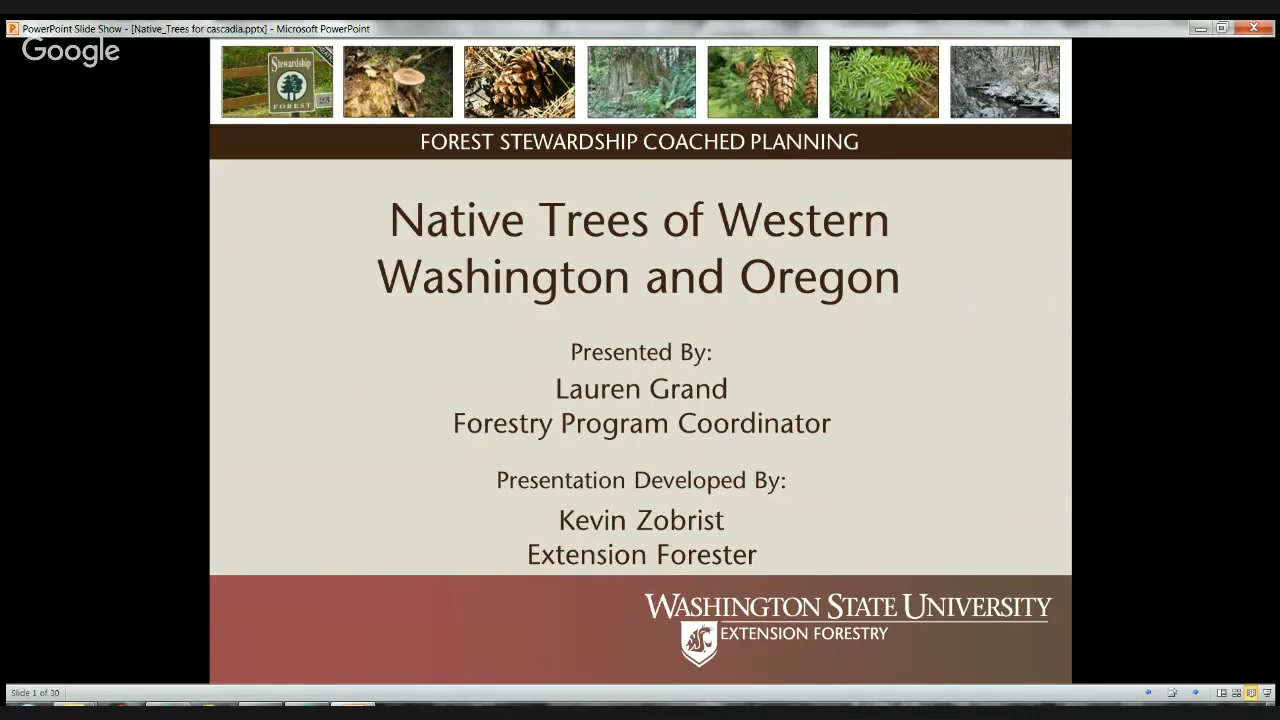 PowerPoint Slide Show - [Native_Trees for cascadia.pptx] - Microsoft PowerPoint
Google
Stewardship
FOREST
25
FOREST STEWARDSHIP COACHED PLANNING
Native Trees of Western
Washington and Oregon
Presented By:
Lauren Grand
Forestry Program Coordinator
Presentation Developed By:
Kevin Zobrist
Extension Forester
WASHINGTON STATE UNIVERSITY
EXTENSION FORESTRY
Slide 1 of 30